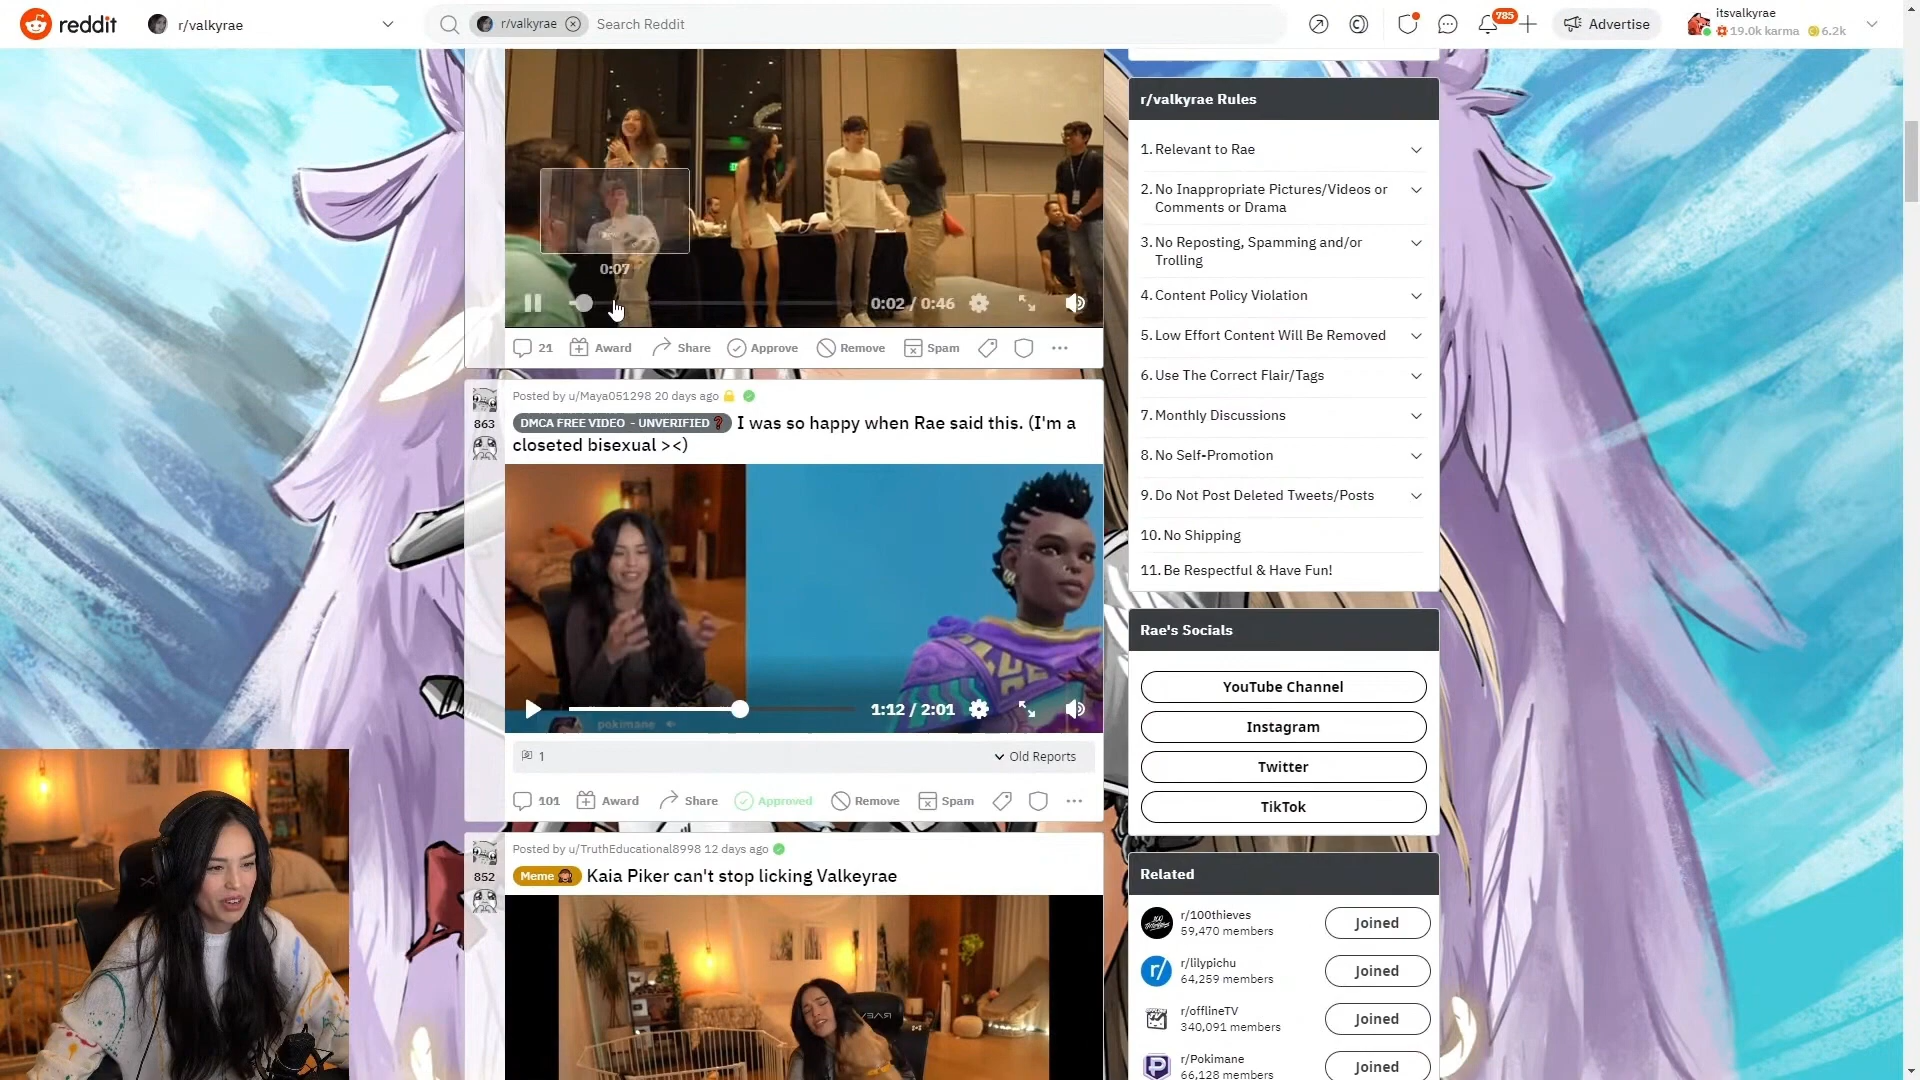 reddit
r/valkyrae
r/valkyrae
Search Reddit
785
Advertise
itsvalkyrae
19.0k karma
6.2k
0:07
0:02 / 0:46
21
Award
Share
Approve
Remove
Spam
Posted by u/Maya051298 20 days ago
863
DMCA FREE VIDEO - UNVERIFIED❓ I was so happy when Rae said this. (I'm a
closeted bisexual ><)
1:12 / 2:01
pokimane
1
Old Reports
101
Award
Share
Approved
Remove
Spam
Posted by u/TruthEducational8998 12 days ago
852
Meme Kaia Piker can't stop licking Valkeyrae
r/valkyrae Rules
1. Relevant to Rae
2. No Inappropriate Pictures/Videos or
Comments or Drama
3. No Reposting, Spamming and/or
Trolling
4. Content Policy Violation
5. Low Effort Content Will Be Removed
6. Use The Correct Flair/Tags
7. Monthly Discussions
8. No Self-Promotion
9. Do Not Post Deleted Tweets/Posts
10. No Shipping
11. Be Respectful & Have Fun!
Rae's Socials
YouTube Channel
Instagram
Twitter
TikTok
Related
r/100thieves
59,470 members
Joined
r/lilypichu
64,259 members
Joined
r/offlineTV
340,091 members
Joined
r/Pokimane
66,128 members
Joined